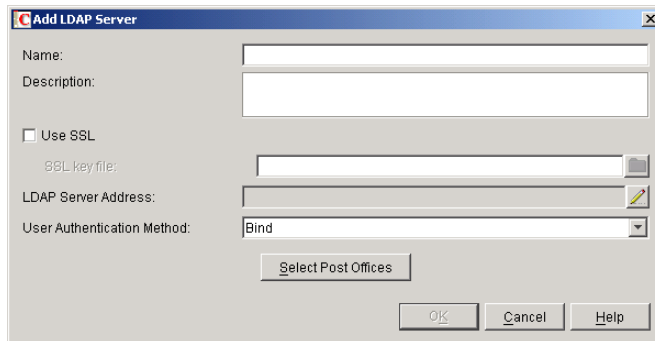 Add LDAP Server
Name:
Description:
Use SSL
SSL key file:
LDAP Server Address:
User Authentication Method: Bind
Select Post Offices
OK Cancel Help